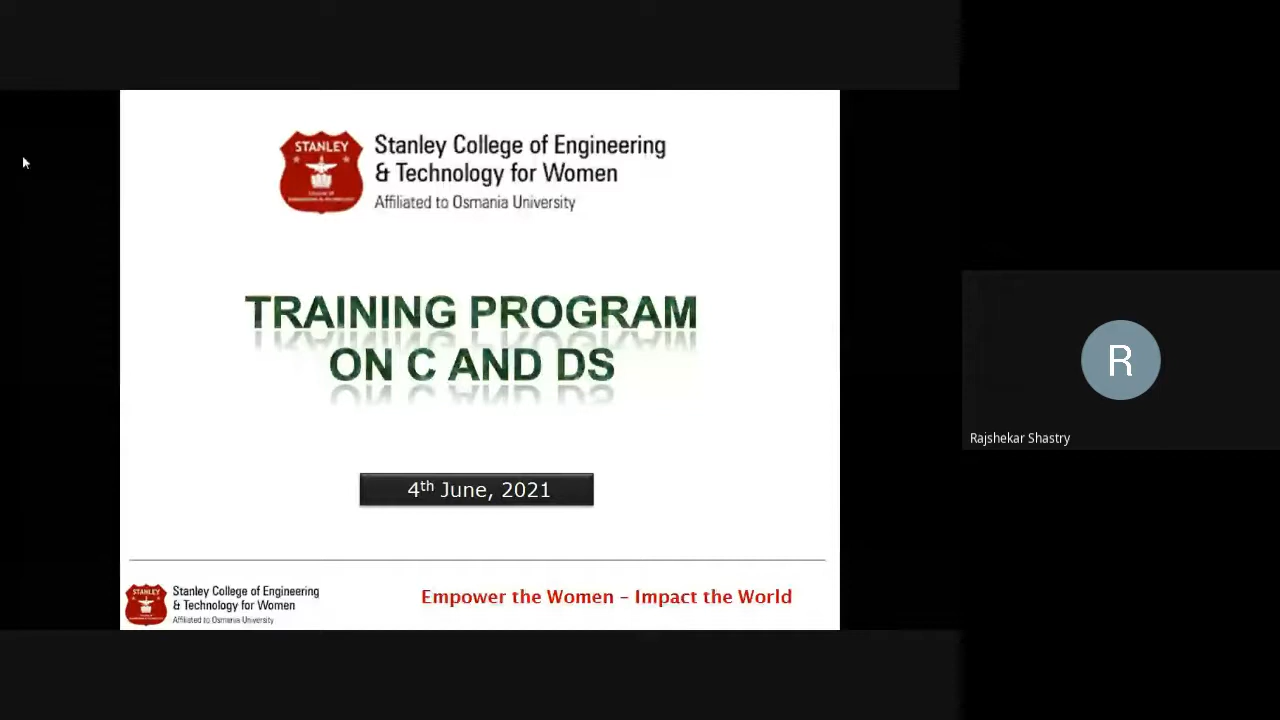 STANLEY
Stanley College of Engineering
& Technology for Women
Affiliated to Osmania University
TRAINING PROGRAM
ON C AND DS
4th June, 2021
R
Rajshekar Shastry
STANLEY
Stanley College of Engineering
& Technology for Women
Affiliated to Osmania University
Empower the Women – Impact the World